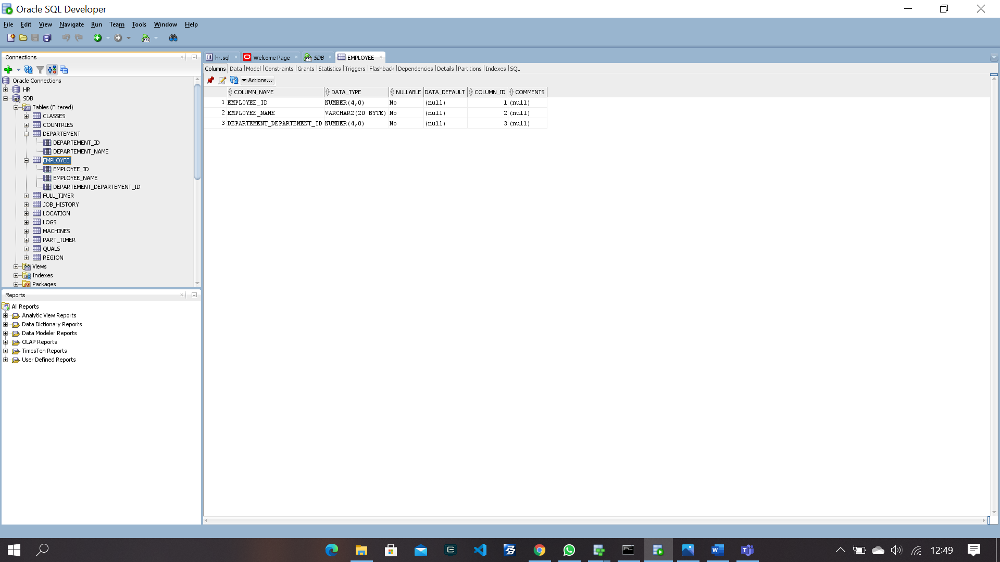 Oracle SQL Developer
File Edit View Navigate Run Team Tools Window Help
Connections
Oracle Connections
HR
SDB
Tables (Filtered)
CLASSES
COUNTRIES
DEPARTEMENT
DEPARTEMENT_ID
DEPARTEMENT_NAME
EMPLOYEE
EMPLOYEE_ID
EMPLOYEE_NAME
DEPARTEMENT_DEPARTEMENT_ID
FULL_TIMER
JOB_HISTORY
LOCATION
LOGS
MACHINES
PART_TIMER
QUALS
REGION
Views
Indexes
Packages
Reports
All Reports
Analytic View Reports
Data Dictionary Reports
Data Modeler Reports
OLAP Reports
TimesTen Reports
User Defined Reports
hr.sql Welcome Page SDB EMPLOYEE
Columns Data Model Constraints Grants Statistics Triggers Flashback Dependencies Details Partitions Indexes SQL
Actions...
COLUMN_NAME DATA_TYPE NULLABLE DATA_DEFAULT COLUMN_ID COMMENTS
1 EMPLOYEE_ID NUMBER(4,0) No (null) 1 (null)
2 EMPLOYEE_NAME VARCHAR2(20 BYTE) No (null) 2 (null)
3 DEPARTEMENT_DEPARTEMENT_ID NUMBER(4,0) No (null) 3 (null)
12:49